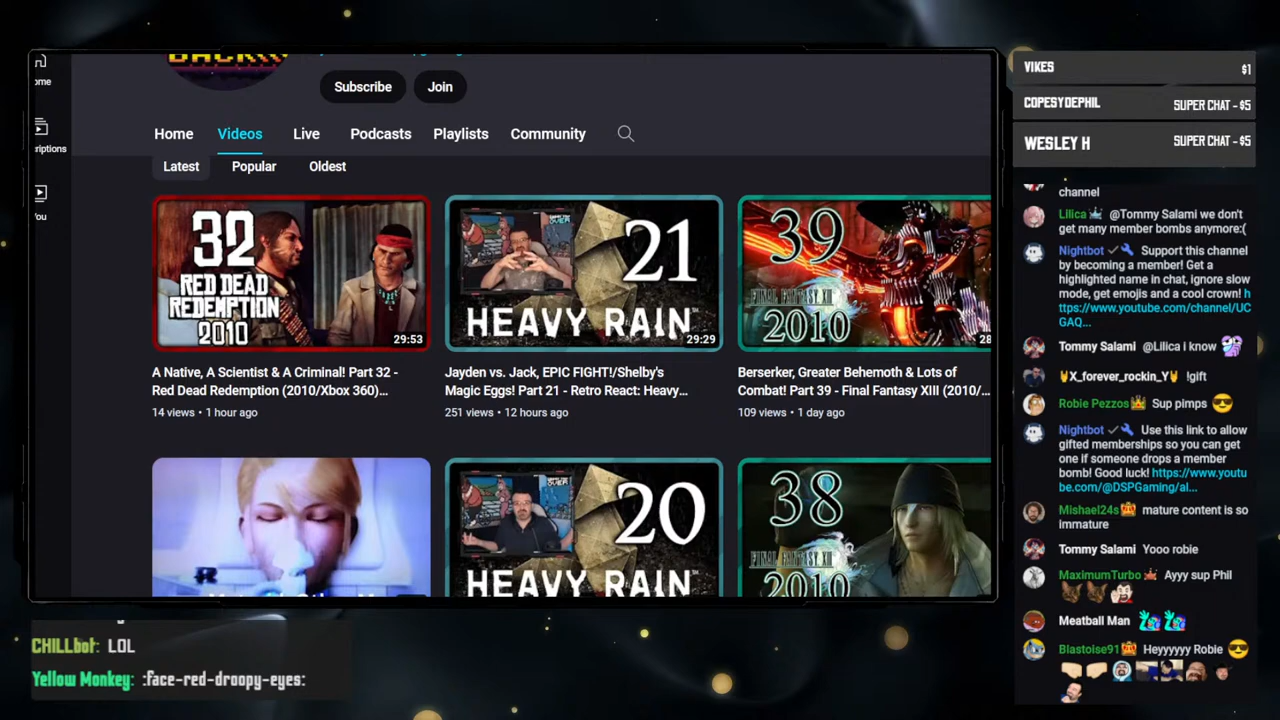 ome
riptions
ou
Subscribe
Join
Home
Videos
Live
Podcasts
Playlists
Community
Latest
Popular
Oldest
32
RED DEAD
REDEMPTION
2010
29:53
A Native, A Scientist & A Criminal! Part 32 -
Red Dead Redemption (2010/Xbox 360)...
14 views • 1 hour ago
21
HEAVY RAIN
29:29
Jayden vs. Jack, EPIC FIGHT!/Shelby's
Magic Eggs! Part 21 - Retro React: Heavy...
251 views • 12 hours ago
39
FINAL FANTASY XIII
2010
28
Berserker, Greater Behemoth & Lots of
Combat! Part 39 - Final Fantasy XIII (2010/...
109 views • 1 day ago
20
HEAVY RAIN
38
FINAL FANTASY XIII
2010
CHILLbot: LOL
Yellow Monkey: :face-red-droopy-eyes:
VIKES $1
COPESYDEPHIL SUPER CHAT - $5
WESLEY H SUPER CHAT - $5
channel
Lilica @Tommy Salami we don't
get many member bombs anymore:(
Nightbot Support this channel
by becoming a member! Get a
highlighted name in chat, ignore slow
mode, get emojis and a cool crown! h
ttps://www.youtube.com/channel/UC
GAQ...
Tommy Salami @Lilica i know
X_forever_rockin_Y !gift
Robie Pezzos Sup pimps
Nightbot Use this link to allow
gifted memberships so you can get
one if someone drops a member
bomb! Good luck! https://www.youtu
be.com/@DSPGaming/al...
Mishael24s mature content is so
immature
Tommy Salami Yooo robie
MaximumTurbo Ayyy sup Phil
Meatball Man
Blastoise91 Heyyyyy Robie